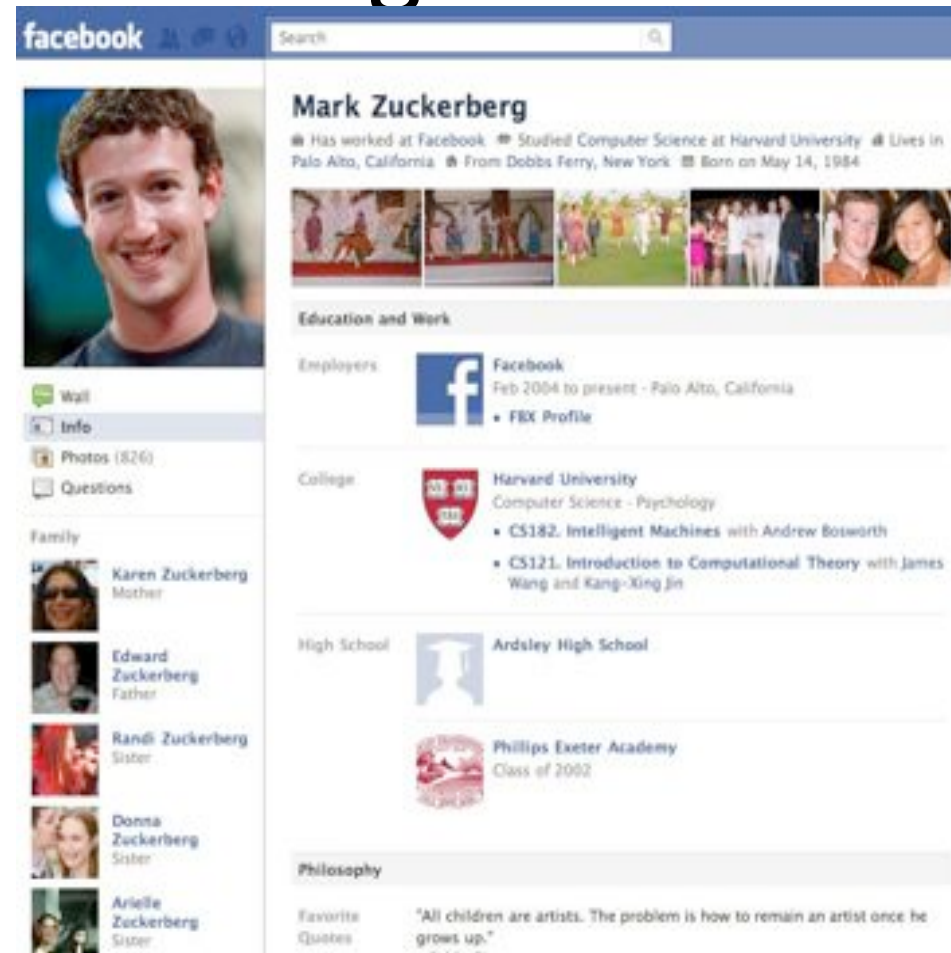 facebook
Search
Mark Zuckerberg
Has worked at Facebook Studied Computer Science at Harvard University Lives in
Palo Alto, California From Dobbs Ferry, New York Born on May 14, 1984
Wall
Info
Photos (826)
Questions
Family
Karen Zuckerberg
Mother
Edward
Zuckerberg
Father
Randi Zuckerberg
Sister
Donna
Zuckerberg
Sister
Arielle
Zuckerberg
Sister
Education and Work
Employers
Facebook
Feb 2004 to present - Palo Alto, California
• FBX Profile
College
Harvard University
Computer Science - Psychology
• CS182. Intelligent Machines with Andrew Bosworth
• CS121. Introduction to Computational Theory with James
Wang and Kang-Xing Jin
High School
Ardsley High School
Phillips Exeter Academy
Class of 2002
Philosophy
Favorite
Quotes
"All children are artists. The problem is how to remain an artist once he
grows up."